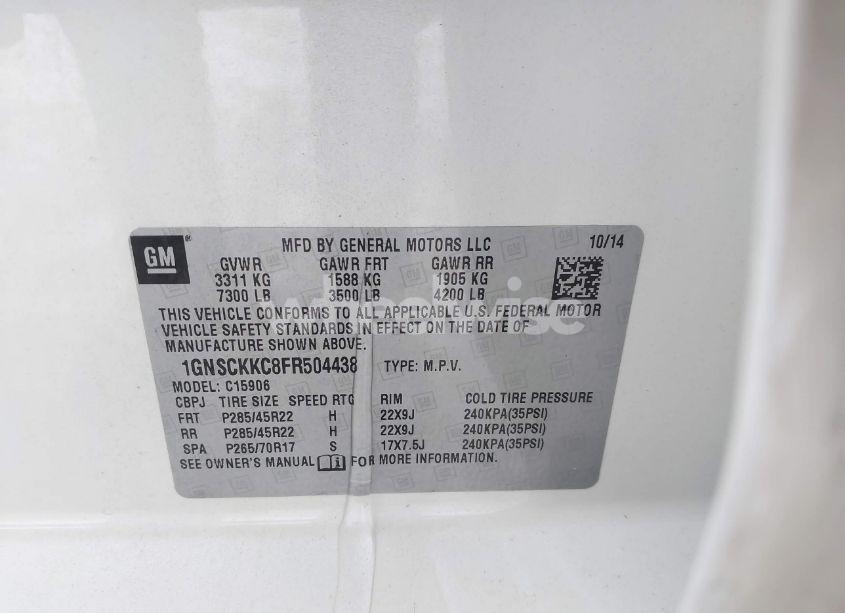 GM ®
MFD BY GENERAL MOTORS LLC 10/14
GVWR GAWR FRT GAWR RR
3311 KG 1588 KG 1905 KG
7300 LB 3500 LB 4200 LB
THIS VEHICLE CONFORMS TO ALL APPLICABLE U.S. FEDERAL MOTOR
VEHICLE SAFETY STANDARDS IN EFFECT ON THE DATE OF
MANUFACTURE SHOWN ABOVE.
1GNSCKKC8FR504438 TYPE: M.P.V.
MODEL: C15906
CBPJ TIRE SIZE SPEED RTG RIM COLD TIRE PRESSURE
FRT P285/45R22 H 22X9J 240KPA(35PSI)
RR P285/45R22 H 22X9J 240KPA(35PSI)
SPA P265/70R17 S 17X7.5J 240KPA(35PSI)
SEE OWNER'S MANUAL FOR MORE INFORMATION.